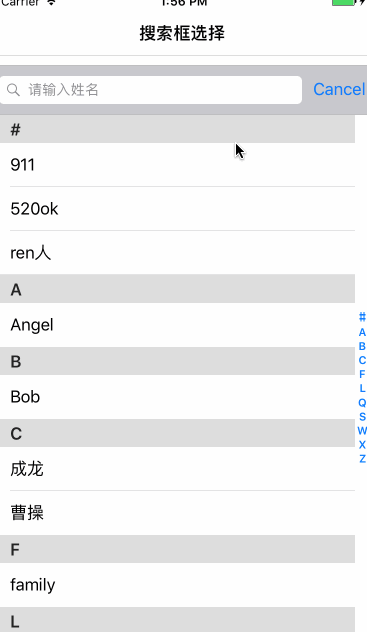 Carrier 1:56 PM
搜索框选择
请输入姓名 Cancel
#
911
520ok
ren人
A
Angel
B
Bob
C
成龙
曹操
F
family
L
#
A
B
C
F
L
Q
S
W
X
Z